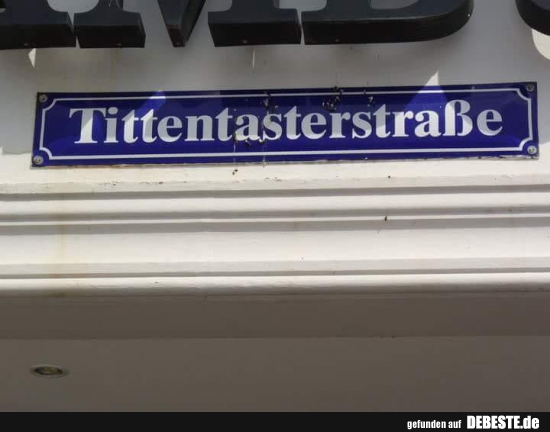 Tittentasterstraße
gefunden auf DEBESTE.de